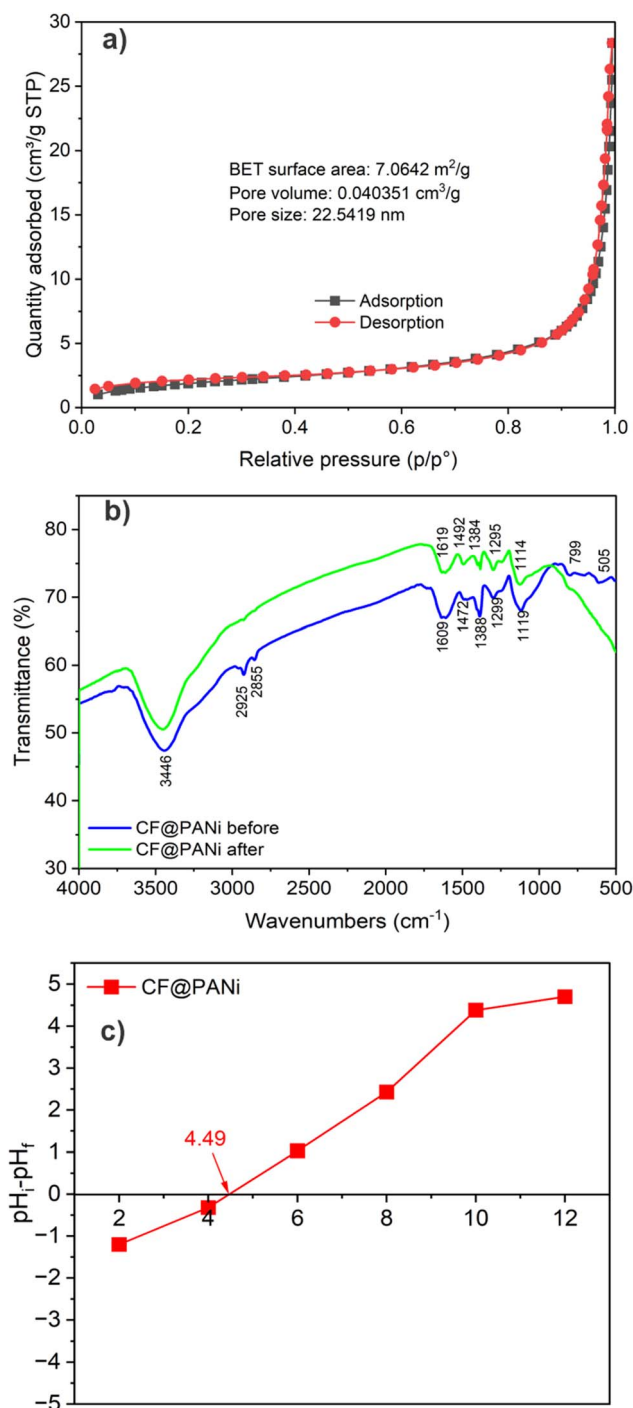 a)
30
25
20
15
10
5
0
Quantity adsorbed (cm³/g STP)
BET surface area: 7.0642 m²/g
Pore volume: 0.040351 cm³/g
Pore size: 22.5419 nm
Adsorption
Desorption
0.0 0.2 0.4 0.6 0.8 1.0
Relative pressure (p/p°)
b)
80
70
60
50
40
30
Transmittance (%)
1619 1492 1384 1295 1114 799 505
1609 1472 1388 1299 1119
2925 2855
3446
CF@PANi before
CF@PANi after
4000 3500 3000 2500 2000 1500 1000 500
Wavenumbers (cm⁻¹)
c)
CF@PANi
5
4
3
2
1
0
−1
−2
−3
−4
−5
pHᵢ-pH_f
4.49
2 4 6 8 10 12